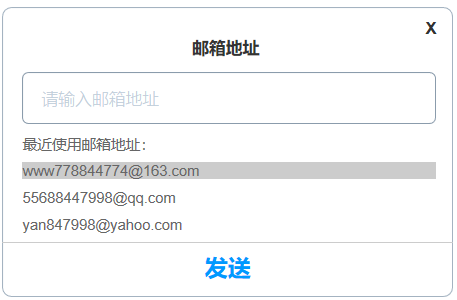 X
邮箱地址
请输入邮箱地址
最近使用邮箱地址：
www778844774@163.com
55688447998@qq.com
yan847998@yahoo.com
发送